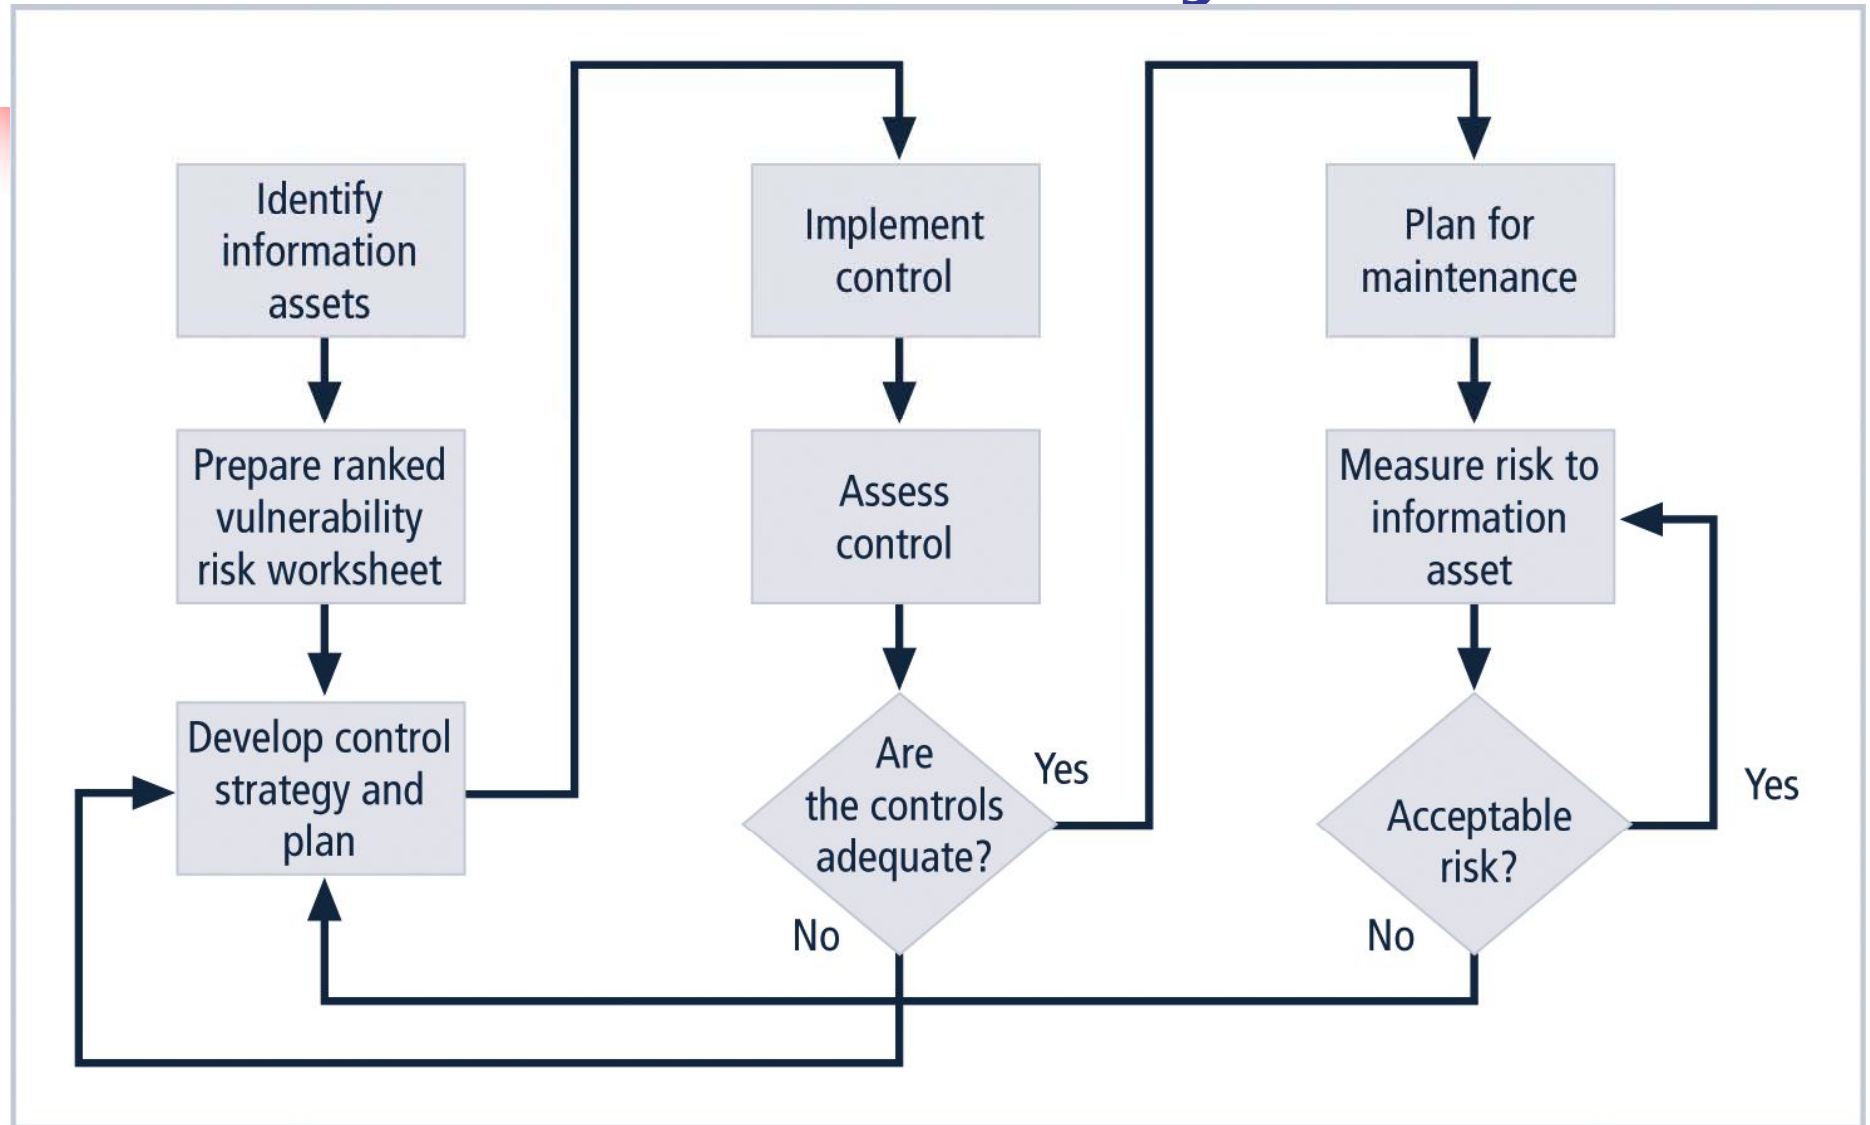 Identify
information
assets
Prepare ranked
vulnerability
risk worksheet
Develop control
strategy and
plan
Implement
control
Assess
control
Are
the controls
adequate?
Yes
No
Plan for
maintenance
Measure risk to
information
asset
Acceptable
risk?
Yes
No